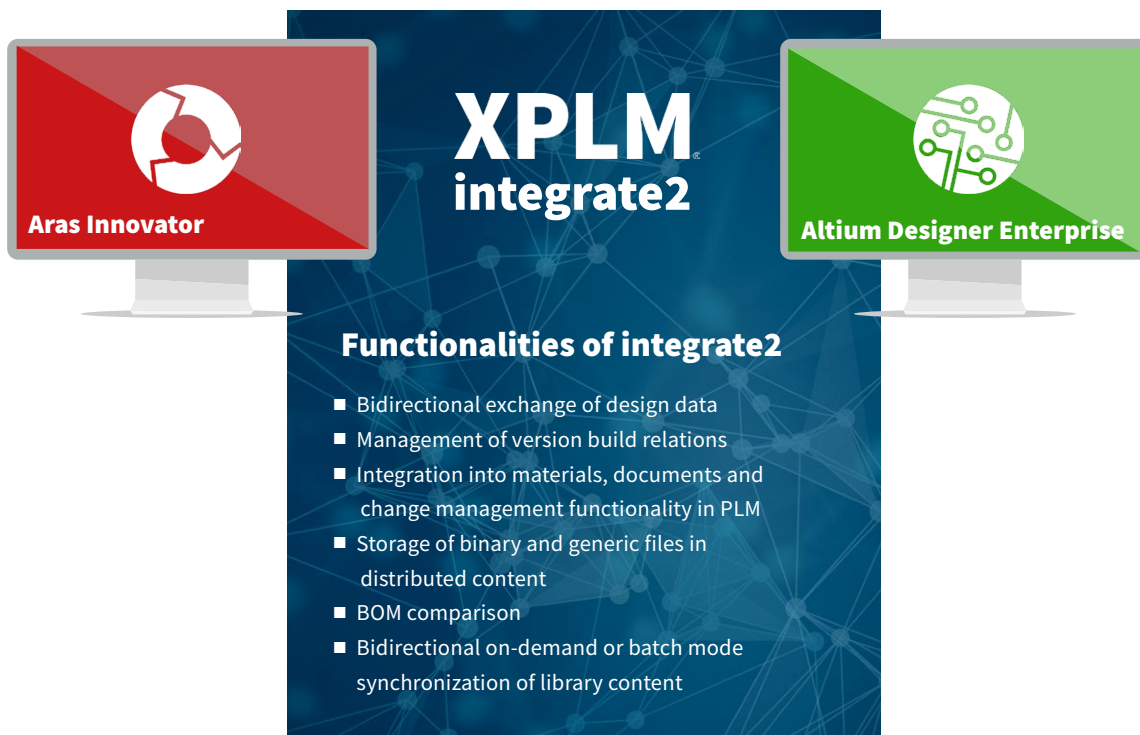 XPLM®
integrate2
Aras Innovator
Altium Designer Enterprise
Functionalities of integrate2
■ Bidirectional exchange of design data
■ Management of version build relations
■ Integration into materials, documents and
change management functionality in PLM
■ Storage of binary and generic files in
distributed content
■ BOM comparison
■ Bidirectional on-demand or batch mode
synchronization of library content